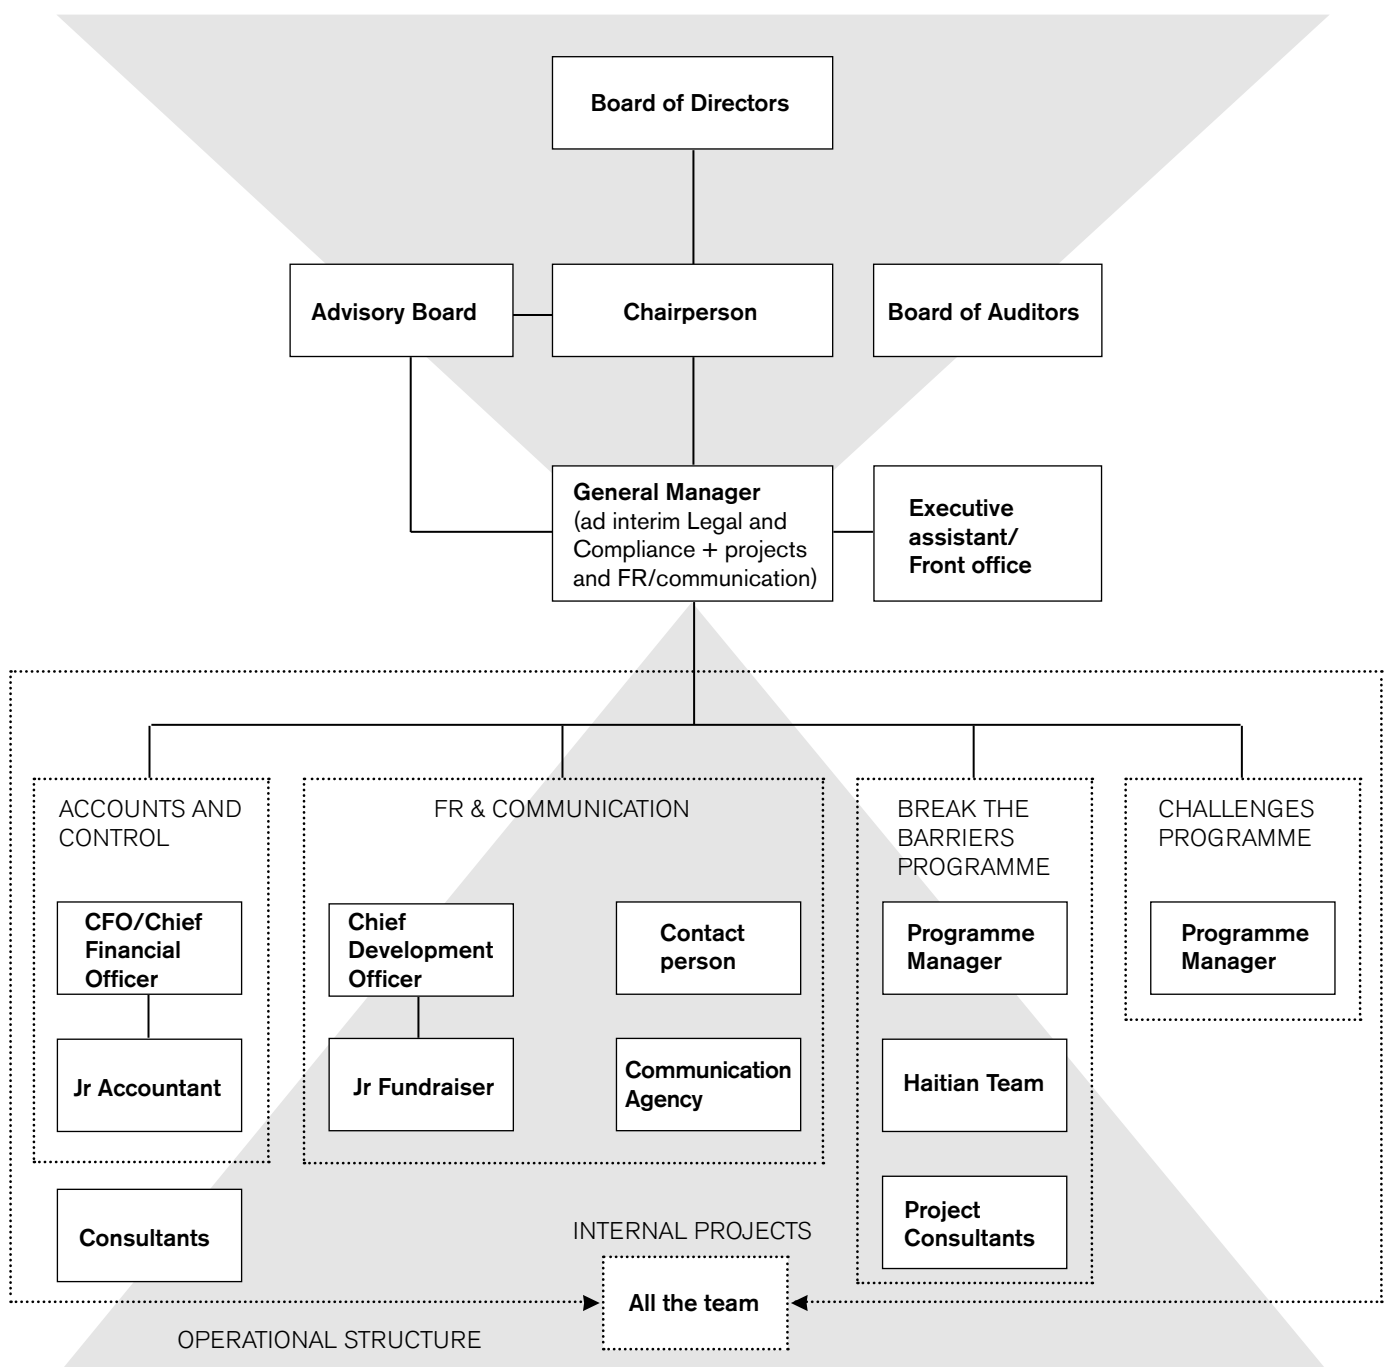 Board of Directors
Advisory Board
Chairperson
Board of Auditors
General Manager
(ad interim Legal and
Compliance + projects
and FR/communication)
Executive
assistant/
Front office
ACCOUNTS AND
CONTROL
CFO/Chief
Financial
Officer
Jr Accountant
Consultants
FR & COMMUNICATION
Chief
Development
Officer
Jr Fundraiser
Contact
person
Communication
Agency
BREAK THE
BARRIERS
PROGRAMME
Programme
Manager
Haitian Team
Project
Consultants
CHALLENGES
PROGRAMME
Programme
Manager
INTERNAL PROJECTS
All the team
OPERATIONAL STRUCTURE